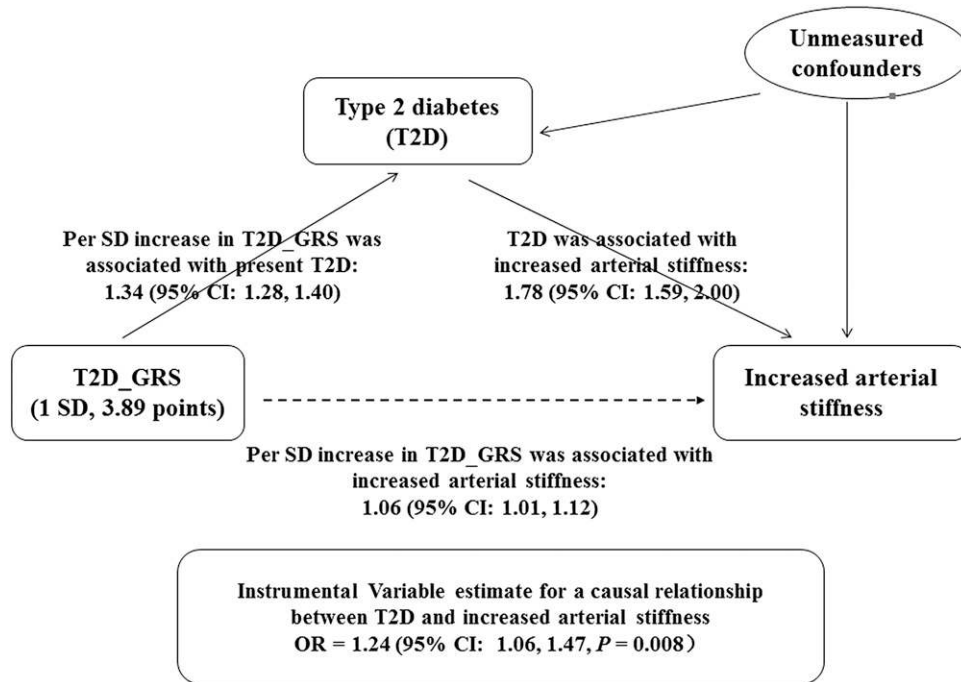 Unmeasured
confounders
Type 2 diabetes
(T2D)
Per SD increase in T2D_GRS was
associated with present T2D:
1.34 (95% CI: 1.28, 1.40)
T2D was associated with
increased arterial stiffness:
1.78 (95% CI: 1.59, 2.00)
T2D_GRS
(1 SD, 3.89 points)
Increased arterial
stiffness
Per SD increase in T2D_GRS was associated with
increased arterial stiffness:
1.06 (95% CI: 1.01, 1.12)
Instrumental Variable estimate for a causal relationship
between T2D and increased arterial stiffness
OR = 1.24 (95% CI: 1.06, 1.47, P = 0.008）